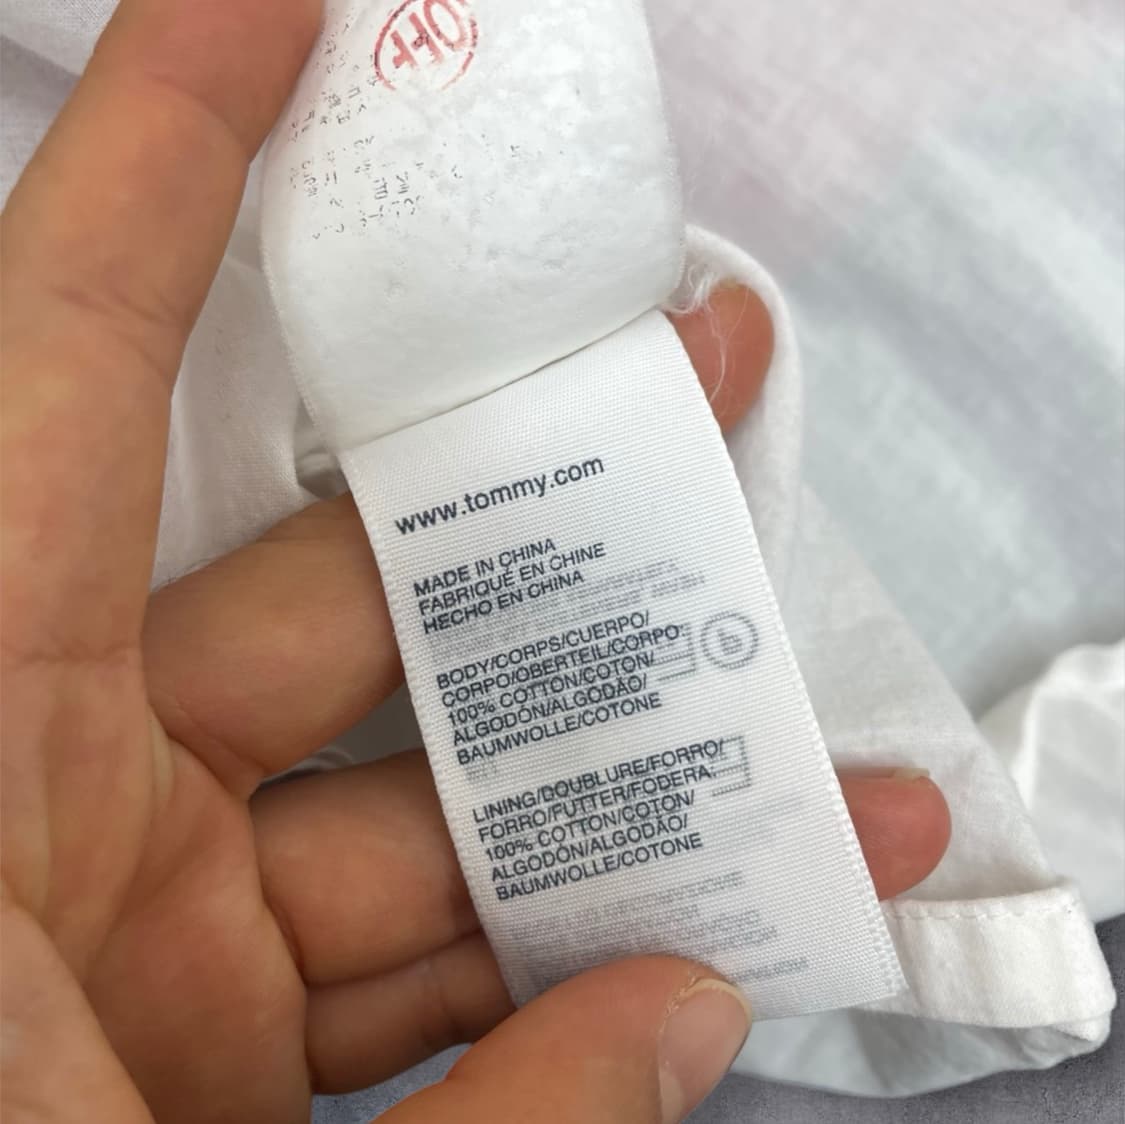 OFF
www.tommy.com
MADE IN CHINA
FABRIQUÉ EN CHINE
HECHO EN CHINA
BODY/CORPS/CUERPO/
CORPO/OBERTEIL/CORPO:
100% COTTON/COTON/
ALGODÓN/ALGODÃO/
BAUMWOLLE/COTONE
LINING/DOUBLURE/FORRO/
FORRO/FUTTER/FODERA:
100% COTTON/COTON/
ALGODÓN/ALGODÃO/
BAUMWOLLE/COTONE